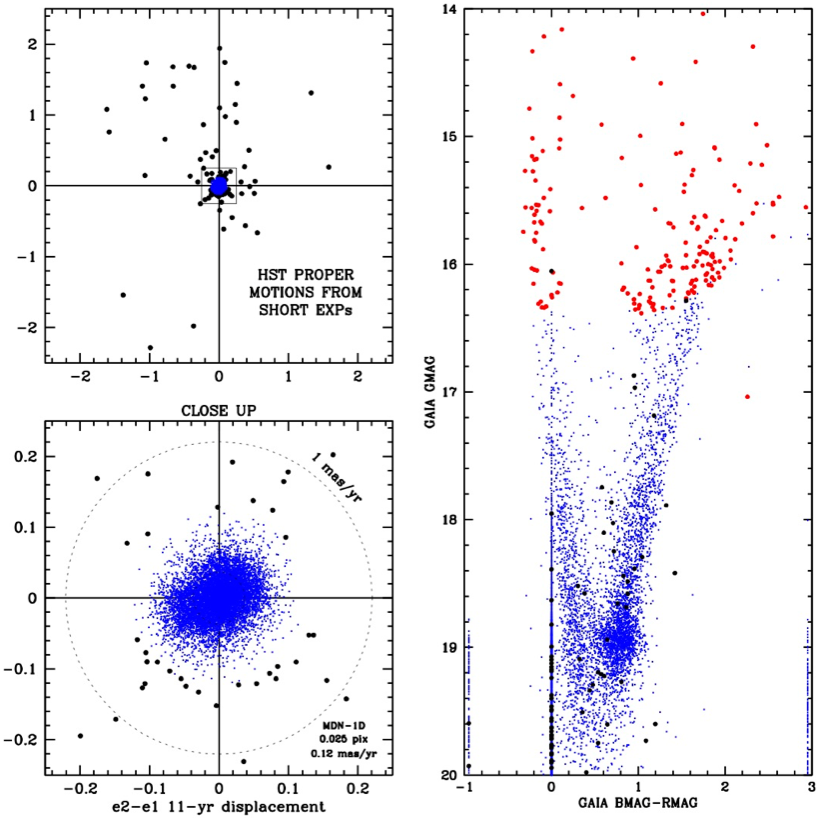 2
1
0
-1
-2
-2
-1
0
1
2
HST PROPER
MOTIONS FROM
SHORT EXPs
CLOSE UP
0.2
0.1
0
-0.1
-0.2
-0.2
-0.1
0
0.1
0.2
1 mas/yr
MDN-1D
0.025 pix
0.12 mas/yr
e2-e1 11-yr displacement
14
15
16
17
18
19
20
GAIA GMAG
-1
0
1
2
3
GAIA BMAG-RMAG